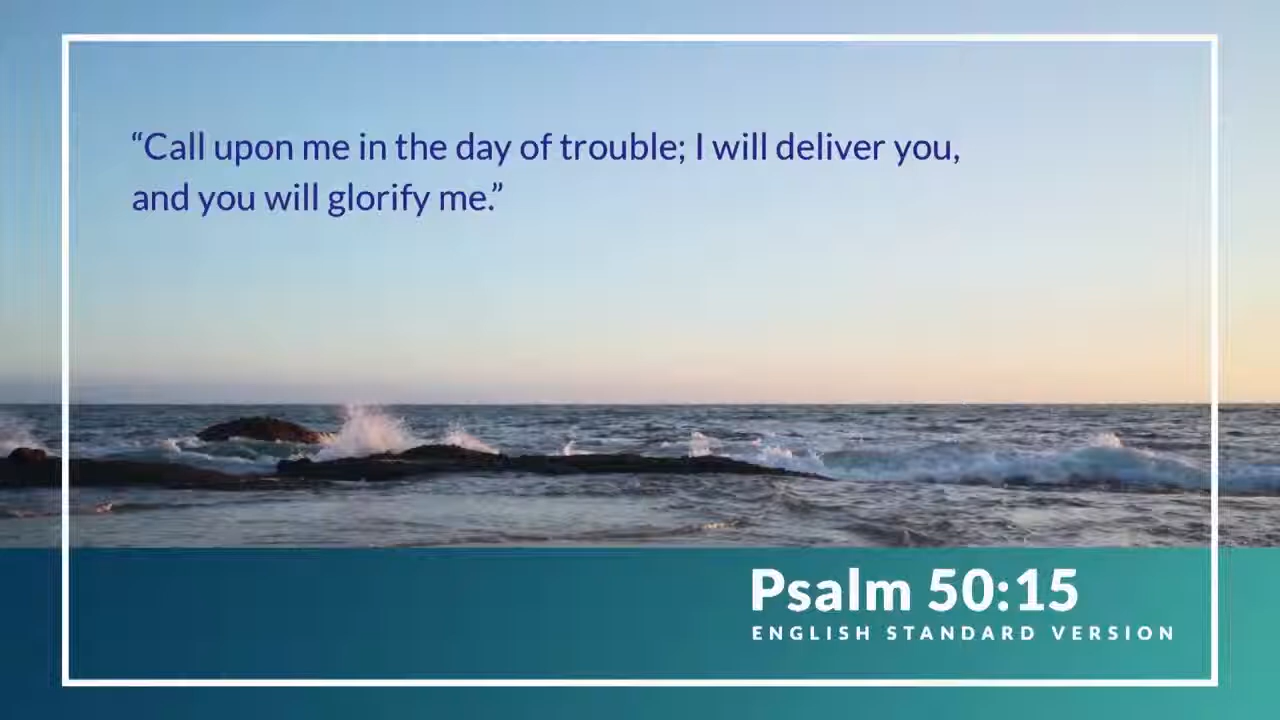 “Call upon me in the day of trouble; I will deliver you,
and you will glorify me.”
Psalm 50:15
ENGLISH STANDARD VERSION